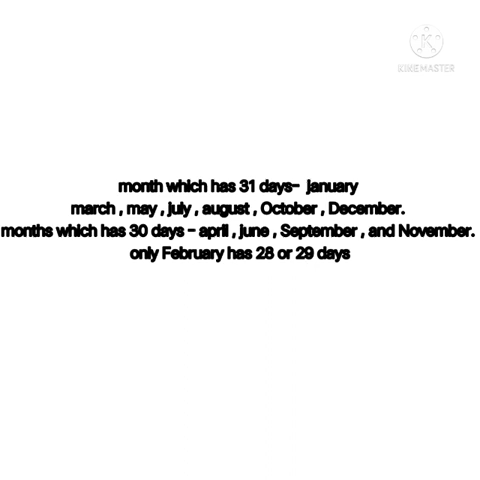 KINEMASTER
month which has 31 days- january
march , may , july , august , October , December.
months which has 30 days - april , june , September , and November.
only February has 28 or 29 days